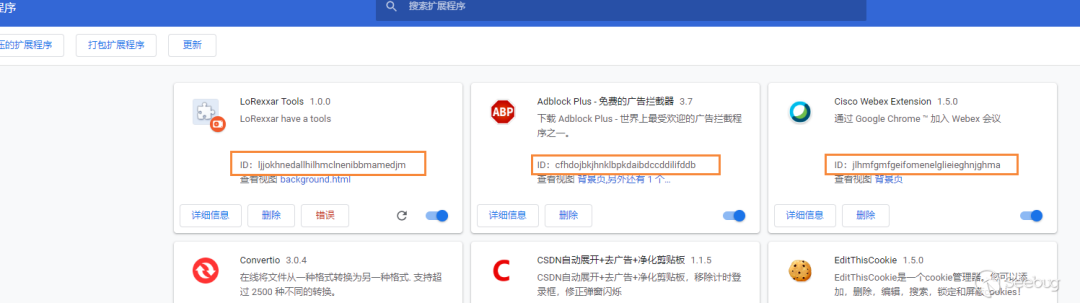 程序
搜索扩展程序
压的扩展程序
打包扩展程序
更新
LoRexxar Tools 1.0.0
LoRexxar have a tools
ID：ljjokhnedallhilhmclnenibbmamedjm
查看视图 background.html
详细信息
删除
错误
ABP
Adblock Plus - 免费的广告拦截器 3.7
下载 Adblock Plus - 世界上最受欢迎的广告拦截程
序之一。
ID：cfhdojbkjhnklbpkdaibdccddilifddb
查看视图 背景页,另外还有 1 个…
详细信息
删除
Cisco Webex Extension 1.5.0
通过 Google Chrome ™ 加入 Webex 会议
ID：jlhmfgmfgeifomenelglieieghnjghma
查看视图 背景页
详细信息
删除
Convertio 3.0.4
在线将文件从一种格式转换为另一种格式. 支持超
过 2500 种不同的转换。
C
CSDN自动展开+去广告+净化剪贴板 1.1.5
CSDN自动展开+去广告+净化剪贴板，移除计时登
录框，修正弹窗闪烁
EditThisCookie 1.5.0
EditThisCookie是一个cookie管理器。您可以添
加，删除，编辑，搜索，锁定和屏蔽cookies！
Seebug